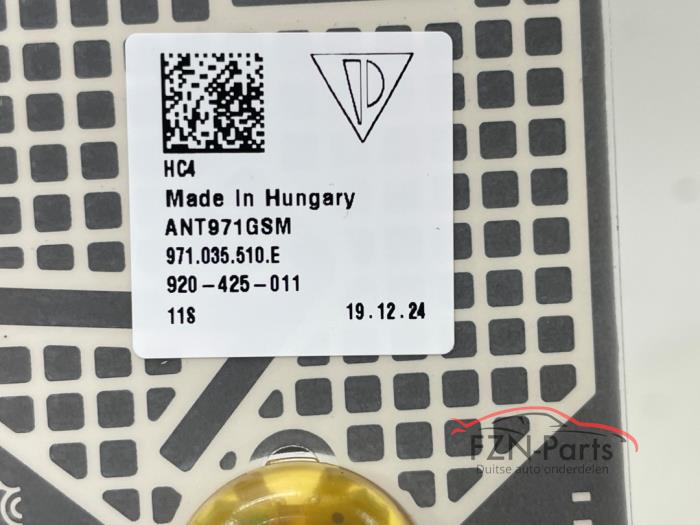 HC4
Made In Hungary
ANT971GSM
971.035.510.E
920-425-011
11S 19.12.24
FZN-Parts
Duitse auto onderdelen